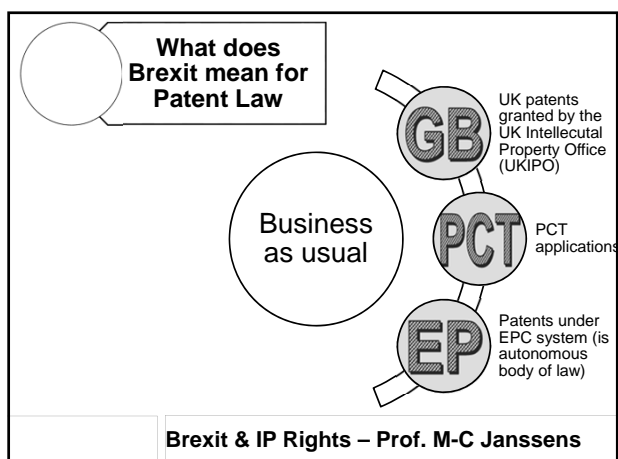 What does
Brexit mean for
Patent Law
Business
as usual
GB
UK patents
granted by the
UK Intellecutal
Property Office
(UKIPO)
PCT
PCT
applications
EP
Patents under
EPC system (is
autonomous
body of law)
Brexit & IP Rights – Prof. M-C Janssens